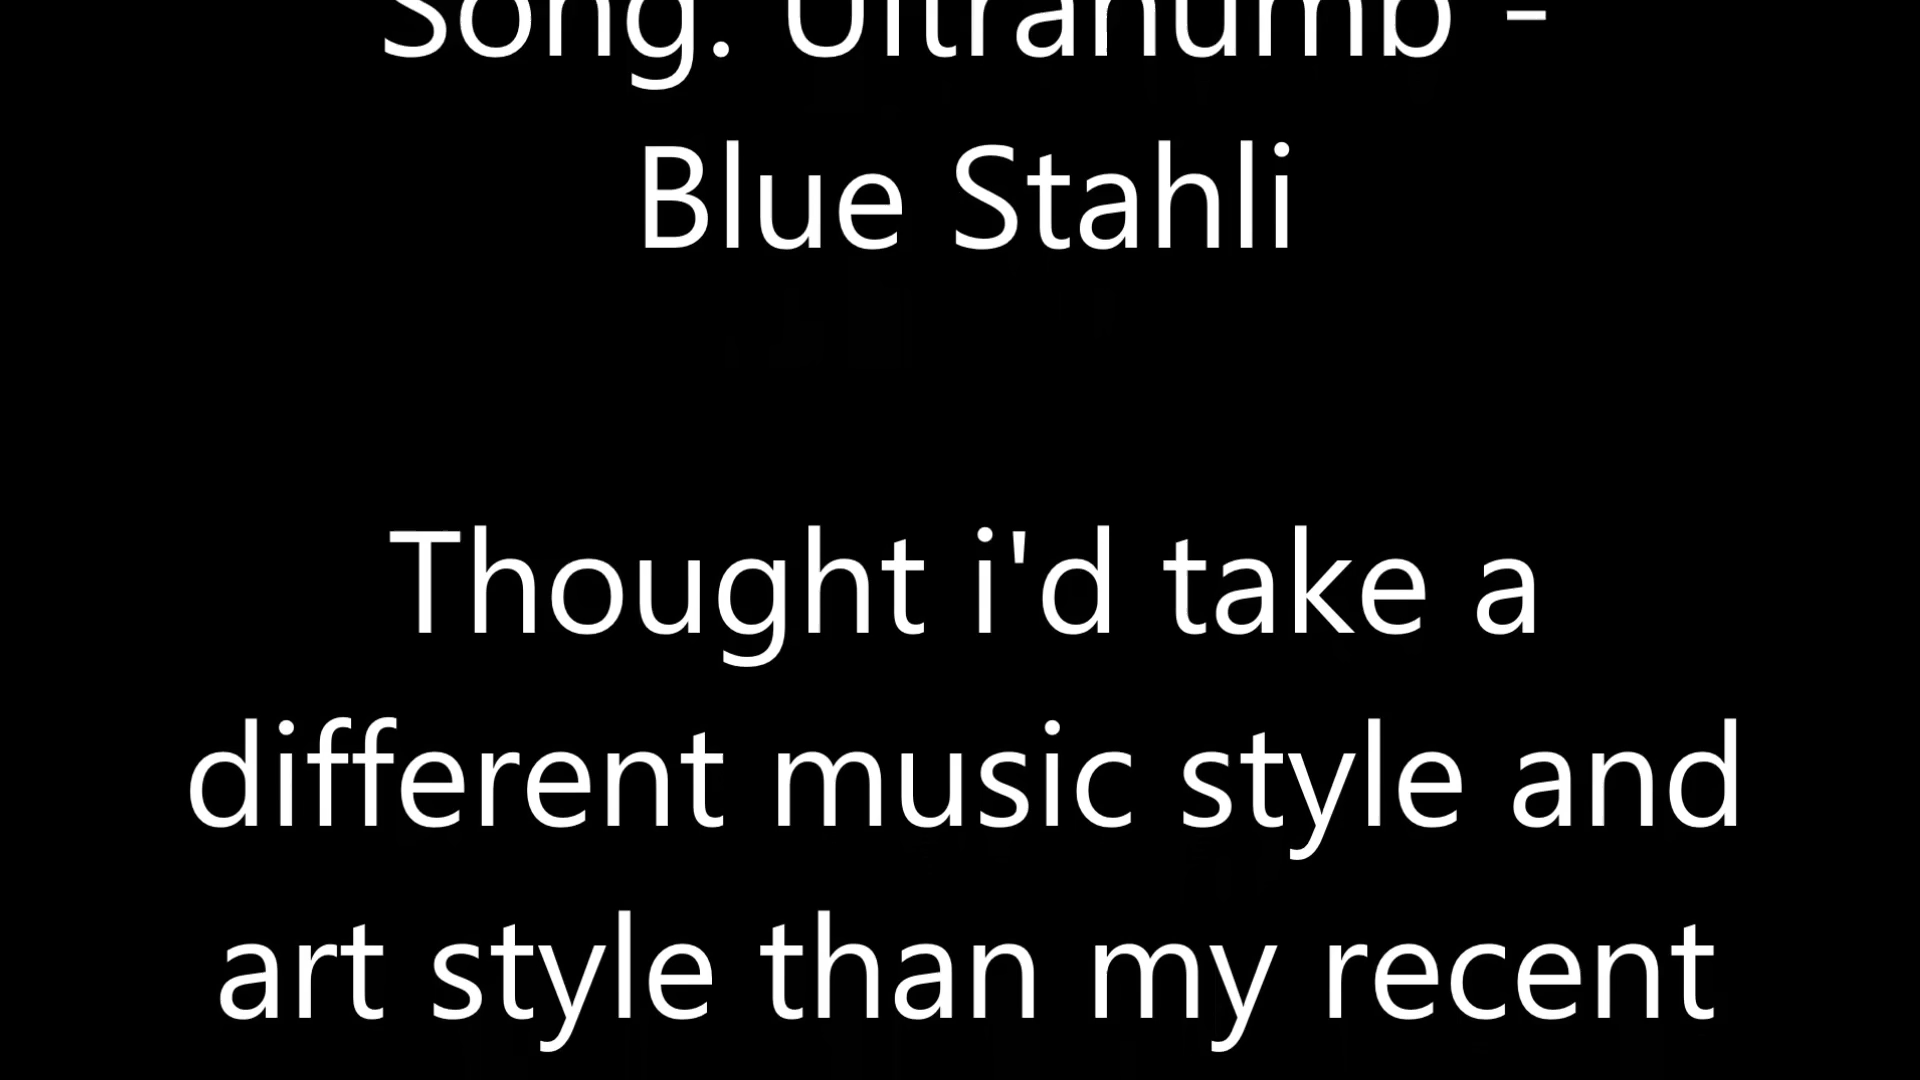 Song: Ultranumb -
Blue Stahli
Thought i'd take a
different music style and
art style than my recent